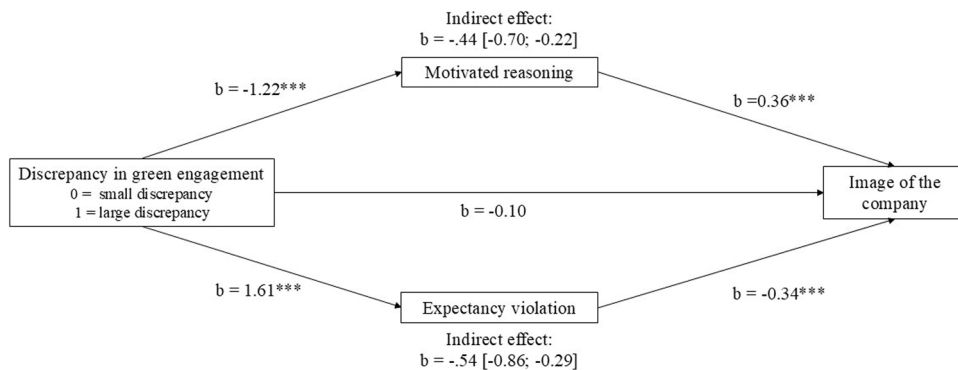 Indirect effect:
b = -.44 [-0.70; -0.22]
Motivated reasoning
b = -1.22***
b =0.36***
Discrepancy in green engagement
0 = small discrepancy
1 = large discrepancy
b = -0.10
Image of the
company
b = 1.61***
b = -0.34***
Expectancy violation
Indirect effect:
b = -.54 [-0.86; -0.29]